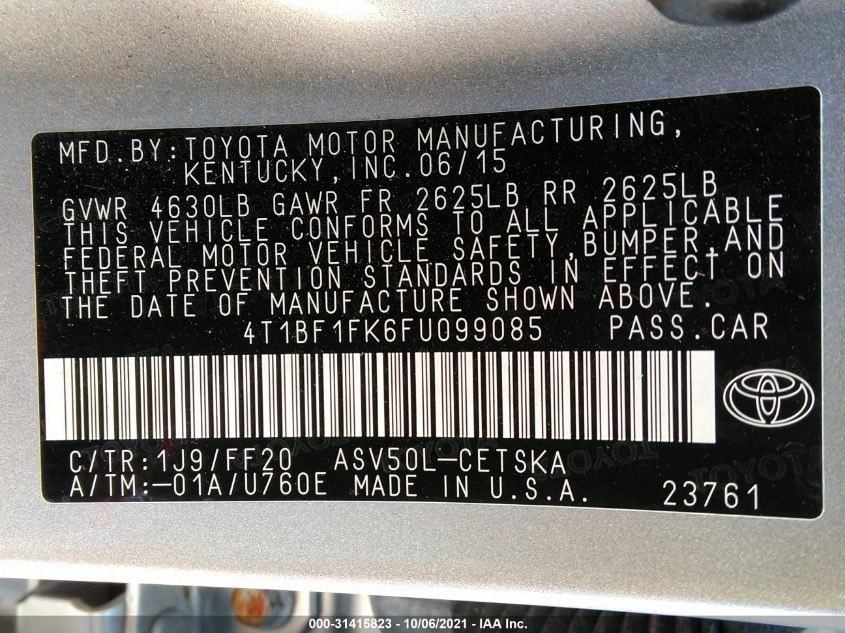 MFD.BY:TOYOTA MOTOR MANUFACTURING,
KENTUCKY,INC.06/15
GVWR 4630LB GAWR FR 2625LB RR 2625LB
THIS VEHICLE CONFORMS TO ALL APPLICABLE
FEDERAL MOTOR VEHICLE SAFETY,BUMPER,AND
THEFT PREVENTION STANDARDS IN EFFECT ON
THE DATE OF MANUFACTURE SHOWN ABOVE.
4T1BF1FK6FU099085 PASS.CAR
C/TR:1J9/FF20 ASV50L-CETSKA
A/TM:-01A/U760E MADE IN U.S.A. 23761
000-31415823 - 10/06/2021 - IAA Inc.